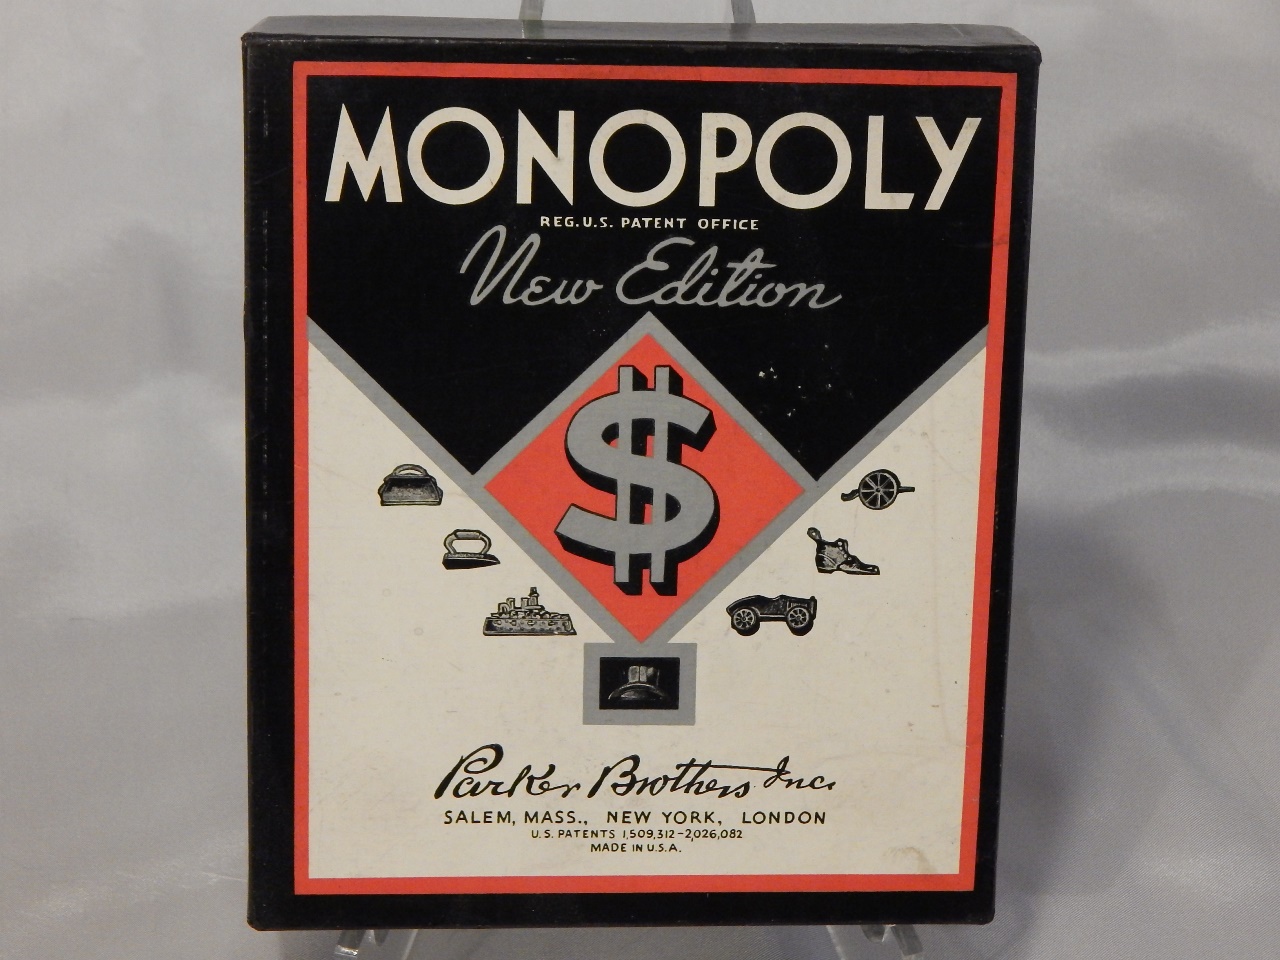 MONOPOLY
REG. U.S. PATENT OFFICE
New Edition
$
Parker Brothers Inc.
SALEM, MASS., NEW YORK, LONDON
U.S. PATENTS 1,509,312-2,026,082
MADE IN U.S.A.